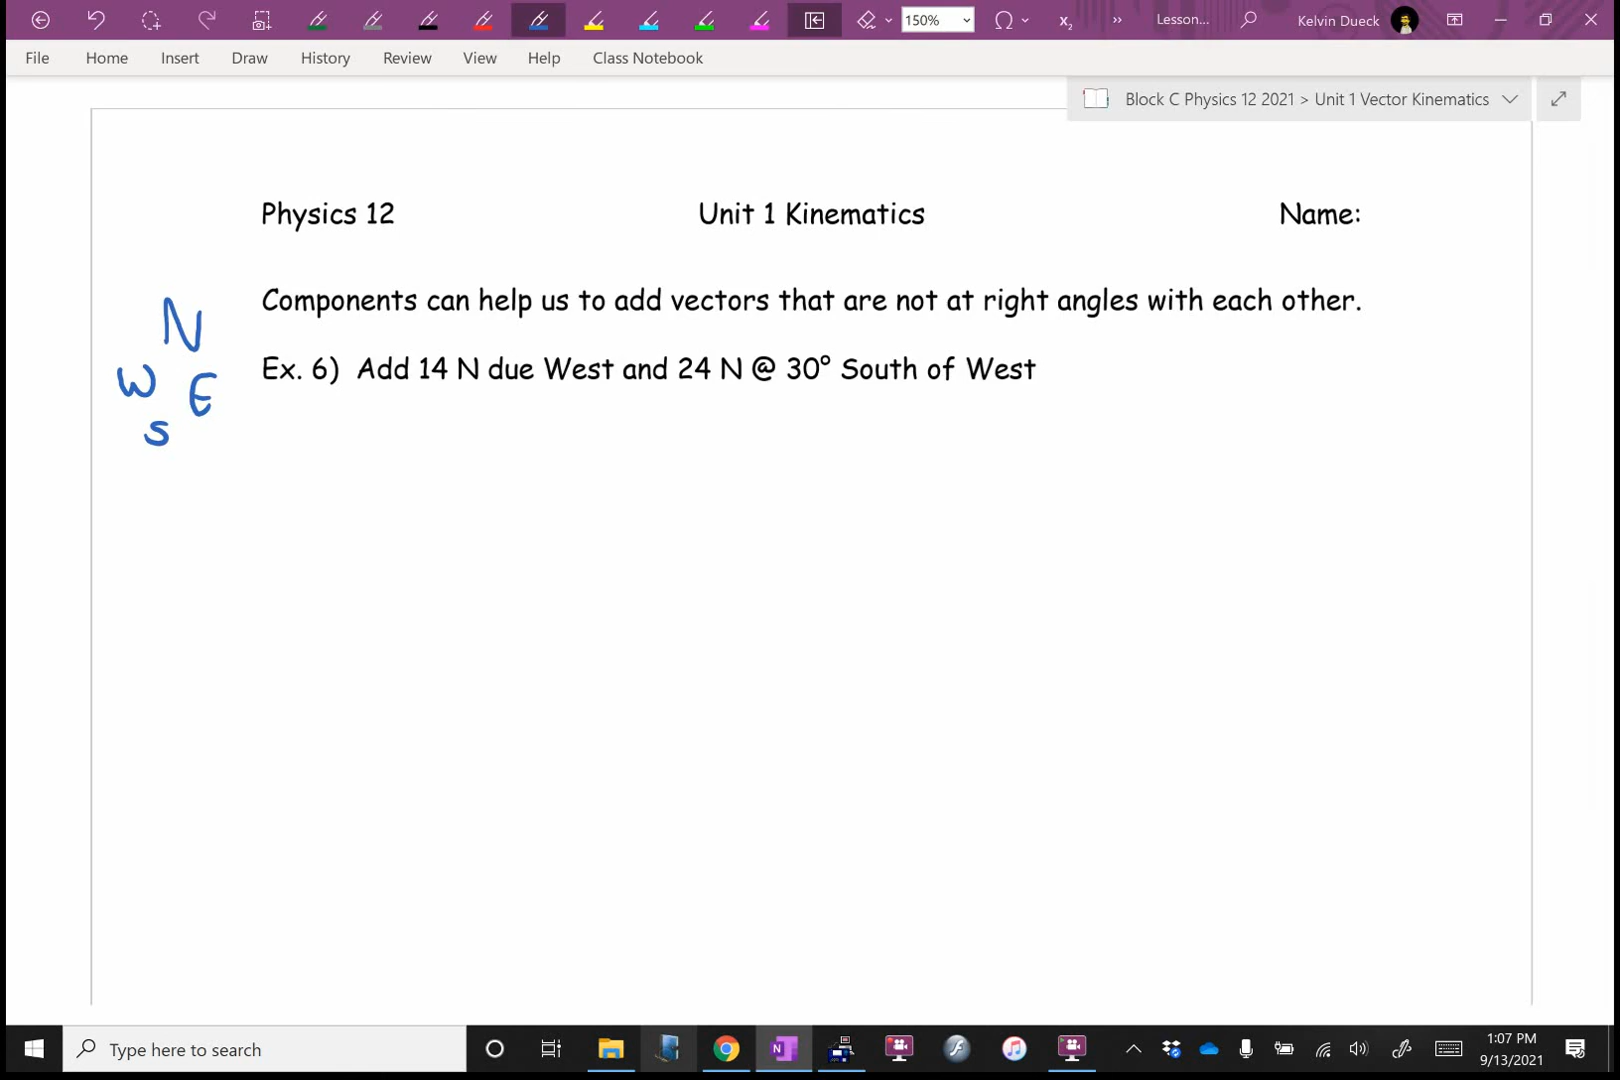 150% Ω x₂ » Lesson... Kelvin Dueck
File Home Insert Draw History Review View Help Class Notebook
Block C Physics 12 2021 > Unit 1 Vector Kinematics
Physics 12 Unit 1 Kinematics Name:
Components can help us to add vectors that are not at right angles with each other.
Ex. 6) Add 14 N due West and 24 N @ 30° South of West
N
W E
S
Type here to search
1:07 PM
9/13/2021